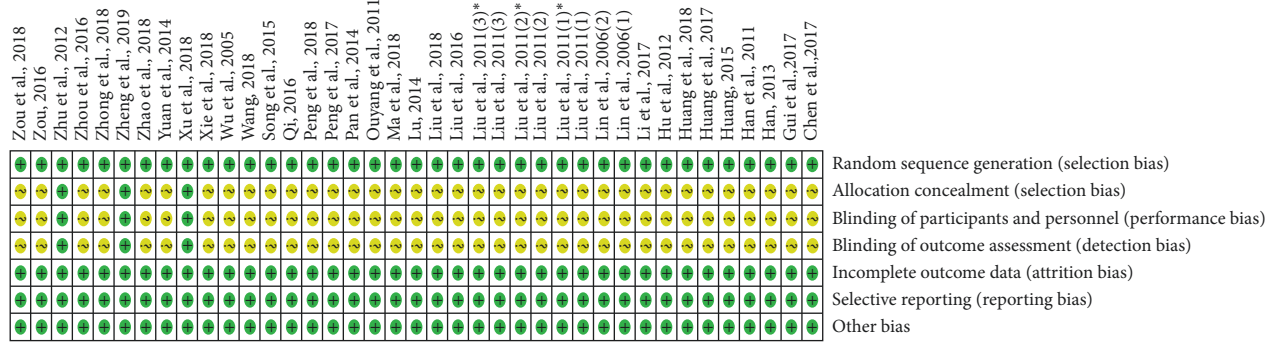 Zou et al., 2018
Zou, 2016
Zhu et al., 2012
Zhou et al., 2016
Zhong et al., 2018
Zheng et al., 2019
Zhao et al., 2018
Yuan et al., 2014
Xu et al., 2018
Xie et al., 2018
Wu et al., 2005
Wang, 2018
Song et al., 2015
Qi, 2016
Peng et al., 2018
Peng et al., 2017
Pan et al., 2014
Ouyang et al., 2011
Ma et al., 2018
Lu, 2014
Liu et al., 2018
Liu et al., 2016
Liu et al., 2011(3)*
Liu et al., 2011(3)
Liu et al., 2011(2)*
Liu et al., 2011(2)
Liu et al., 2011(1)*
Liu et al., 2011(1)
Lin et al., 2006(2)
Lin et al., 2006(1)
Li et al., 2017
Hu et al., 2012
Huang et al., 2018
Huang et al., 2017
Huang, 2015
Han et al., 2011
Han, 2013
Gui et al.,2017
Chen et al.,2017
+ + + + + + + + + + + + + + + + + + + + + + + + + + + + + + + + + + + + + + + Random sequence generation (selection bias)
? ? + ? ? + ? ? + ? ? ? ? ? ? ? ? ? ? ? ? ? ? ? ? ? ? ? ? ? ? ? ? ? ? ? ? ? ? Allocation concealment (selection bias)
? ? + ? ? + ? ? + ? ? ? ? ? ? ? ? ? ? ? ? ? ? ? ? ? ? ? ? ? ? ? ? ? ? ? ? ? ? Blinding of participants and personnel (performance bias)
? ? + ? ? + ? ? + ? ? ? ? ? ? ? ? ? ? ? ? ? ? ? ? ? ? ? ? ? ? ? ? ? ? ? ? ? ? Blinding of outcome assessment (detection bias)
+ + + + + + + + + + + + + + + + + + + + + + + + + + + + + + + + + + + + + + + Incomplete outcome data (attrition bias)
+ + + + + + + + + + + + + + + + + + + + + + + + + + + + + + + + + + + + + + + Selective reporting (reporting bias)
+ + + + + + + + + + + + + + + + + + + + + + + + + + + + + + + + + + + + + + + Other bias